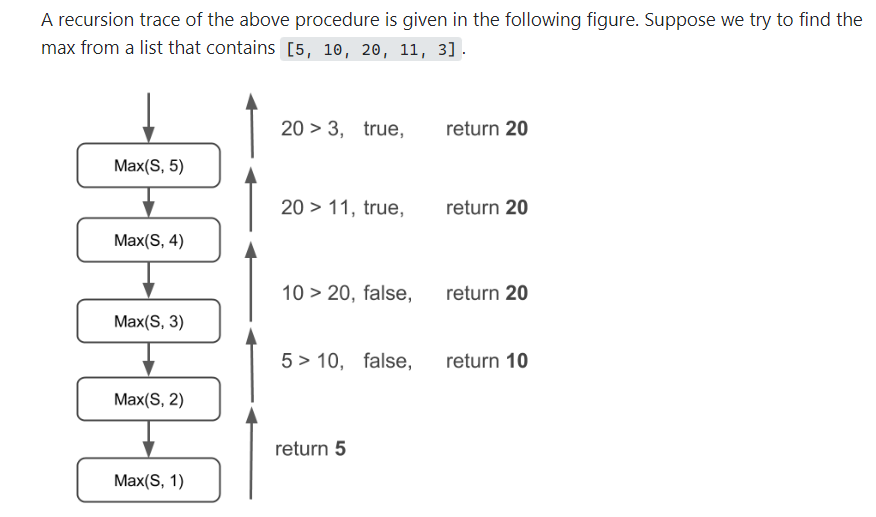 A recursion trace of the above procedure is given in the following figure. Suppose we try to find the
max from a list that contains [5, 10, 20, 11, 3] .
20 > 3, true, return 20
Max(S, 5)
20 > 11, true, return 20
Max(S, 4)
10 > 20, false, return 20
Max(S, 3)
5 > 10, false, return 10
Max(S, 2)
return 5
Max(S, 1)